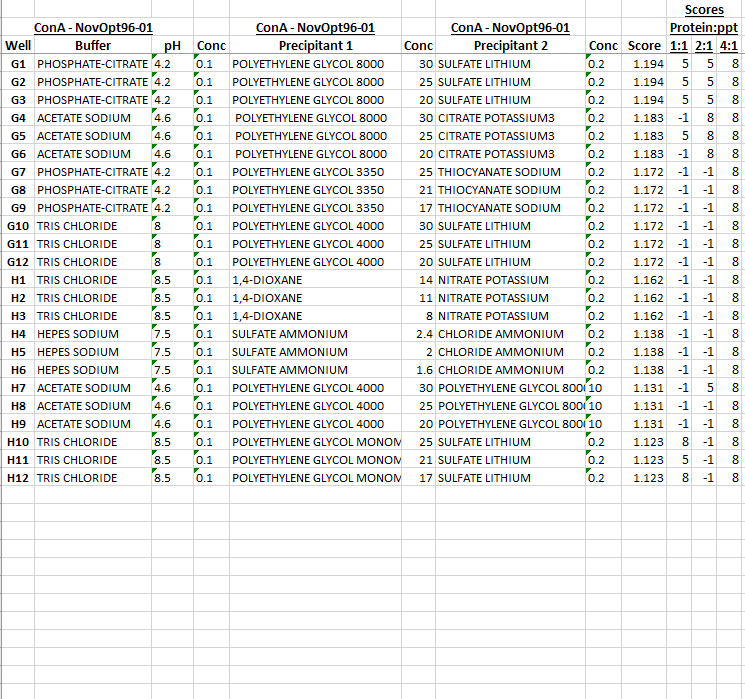 Scores
ConA - NovOpt96-01 ConA - NovOpt96-01 ConA - NovOpt96-01 Protein:ppt
Well Buffer pH Conc Precipitant 1 Conc Precipitant 2 Conc Score 1:1 2:1 4:1
G1 PHOSPHATE-CITRATE 4.2 0.1 POLYETHYLENE GLYCOL 8000 30 SULFATE LITHIUM 0.2 1.194 5 5 8
G2 PHOSPHATE-CITRATE 4.2 0.1 POLYETHYLENE GLYCOL 8000 25 SULFATE LITHIUM 0.2 1.194 5 5 8
G3 PHOSPHATE-CITRATE 4.2 0.1 POLYETHYLENE GLYCOL 8000 20 SULFATE LITHIUM 0.2 1.194 5 5 8
G4 ACETATE SODIUM 4.6 0.1 POLYETHYLENE GLYCOL 8000 30 CITRATE POTASSIUM3 0.2 1.183 -1 8 8
G5 ACETATE SODIUM 4.6 0.1 POLYETHYLENE GLYCOL 8000 25 CITRATE POTASSIUM3 0.2 1.183 5 8 8
G6 ACETATE SODIUM 4.6 0.1 POLYETHYLENE GLYCOL 8000 20 CITRATE POTASSIUM3 0.2 1.183 -1 8 8
G7 PHOSPHATE-CITRATE 4.2 0.1 POLYETHYLENE GLYCOL 3350 25 THIOCYANATE SODIUM 0.2 1.172 -1 -1 8
G8 PHOSPHATE-CITRATE 4.2 0.1 POLYETHYLENE GLYCOL 3350 21 THIOCYANATE SODIUM 0.2 1.172 -1 -1 8
G9 PHOSPHATE-CITRATE 4.2 0.1 POLYETHYLENE GLYCOL 3350 17 THIOCYANATE SODIUM 0.2 1.172 -1 -1 8
G10 TRIS CHLORIDE 8 0.1 POLYETHYLENE GLYCOL 4000 30 SULFATE LITHIUM 0.2 1.172 -1 -1 8
G11 TRIS CHLORIDE 8 0.1 POLYETHYLENE GLYCOL 4000 25 SULFATE LITHIUM 0.2 1.172 -1 -1 8
G12 TRIS CHLORIDE 8 0.1 POLYETHYLENE GLYCOL 4000 20 SULFATE LITHIUM 0.2 1.172 -1 -1 8
H1 TRIS CHLORIDE 8.5 0.1 1,4-DIOXANE 14 NITRATE POTASSIUM 0.2 1.162 -1 -1 8
H2 TRIS CHLORIDE 8.5 0.1 1,4-DIOXANE 11 NITRATE POTASSIUM 0.2 1.162 -1 -1 8
H3 TRIS CHLORIDE 8.5 0.1 1,4-DIOXANE 8 NITRATE POTASSIUM 0.2 1.162 -1 -1 8
H4 HEPES SODIUM 7.5 0.1 SULFATE AMMONIUM 2.4 CHLORIDE AMMONIUM 0.2 1.138 -1 -1 8
H5 HEPES SODIUM 7.5 0.1 SULFATE AMMONIUM 2 CHLORIDE AMMONIUM 0.2 1.138 -1 -1 8
H6 HEPES SODIUM 7.5 0.1 SULFATE AMMONIUM 1.6 CHLORIDE AMMONIUM 0.2 1.138 -1 -1 8
H7 ACETATE SODIUM 4.6 0.1 POLYETHYLENE GLYCOL 4000 30 POLYETHYLENE GLYCOL 800 10 1.131 -1 5 8
H8 ACETATE SODIUM 4.6 0.1 POLYETHYLENE GLYCOL 4000 25 POLYETHYLENE GLYCOL 800 10 1.131 -1 -1 8
H9 ACETATE SODIUM 4.6 0.1 POLYETHYLENE GLYCOL 4000 20 POLYETHYLENE GLYCOL 800 10 1.131 -1 -1 8
H10 TRIS CHLORIDE 8.5 0.1 POLYETHYLENE GLYCOL MONOM 25 SULFATE LITHIUM 0.2 1.123 8 -1 8
H11 TRIS CHLORIDE 8.5 0.1 POLYETHYLENE GLYCOL MONOM 21 SULFATE LITHIUM 0.2 1.123 5 -1 8
H12 TRIS CHLORIDE 8.5 0.1 POLYETHYLENE GLYCOL MONOM 17 SULFATE LITHIUM 0.2 1.123 8 -1 8